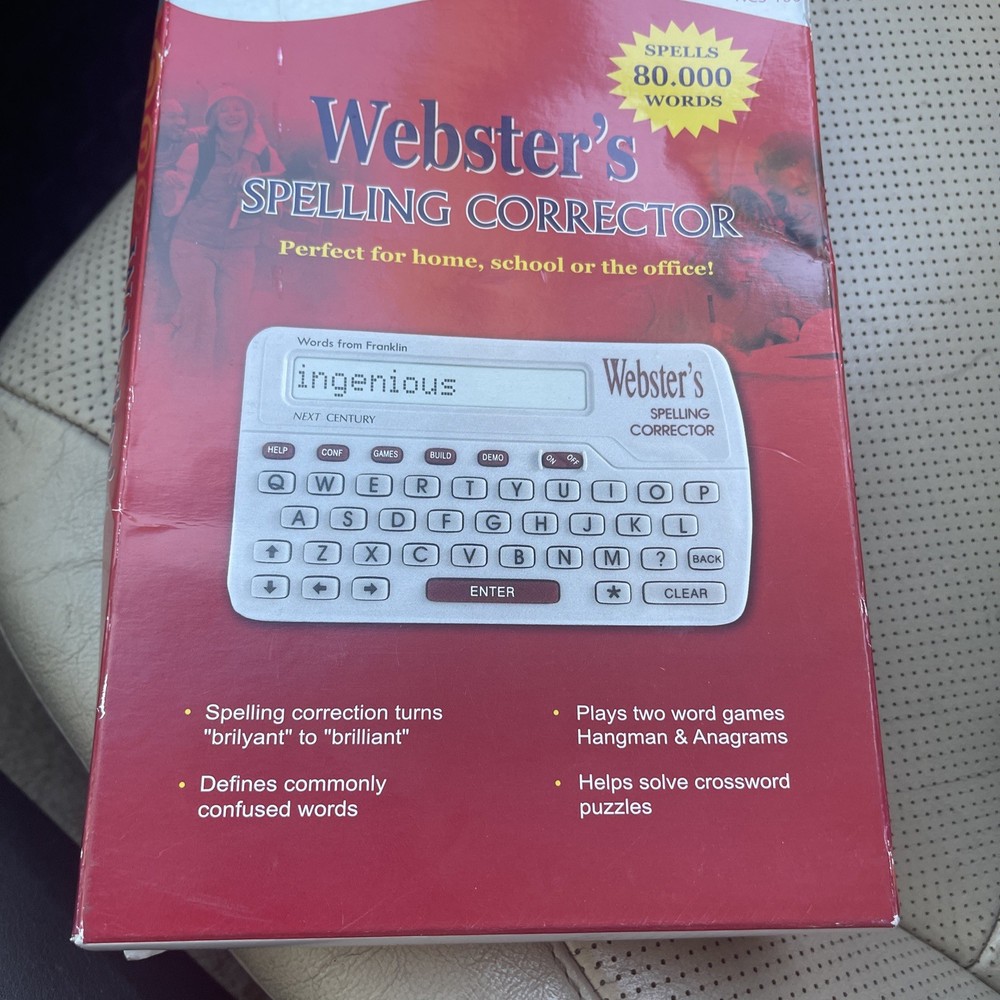 SPELLS
80.000
WORDS
Webster's
SPELLING CORRECTOR
Perfect for home, school or the office!
Words from Franklin
ingenious
NEXT CENTURY
Webster's
SPELLING
CORRECTOR
HELP CONF GAMES BUILD DEMO ON OFF
Q W E R T Y U I O P
A S D F G H J K L
Z X C V B N M ? BACK
ENTER * CLEAR
• Spelling correction turns
"brilyant" to "brilliant"
• Defines commonly
confused words
• Plays two word games
Hangman & Anagrams
• Helps solve crossword
puzzles